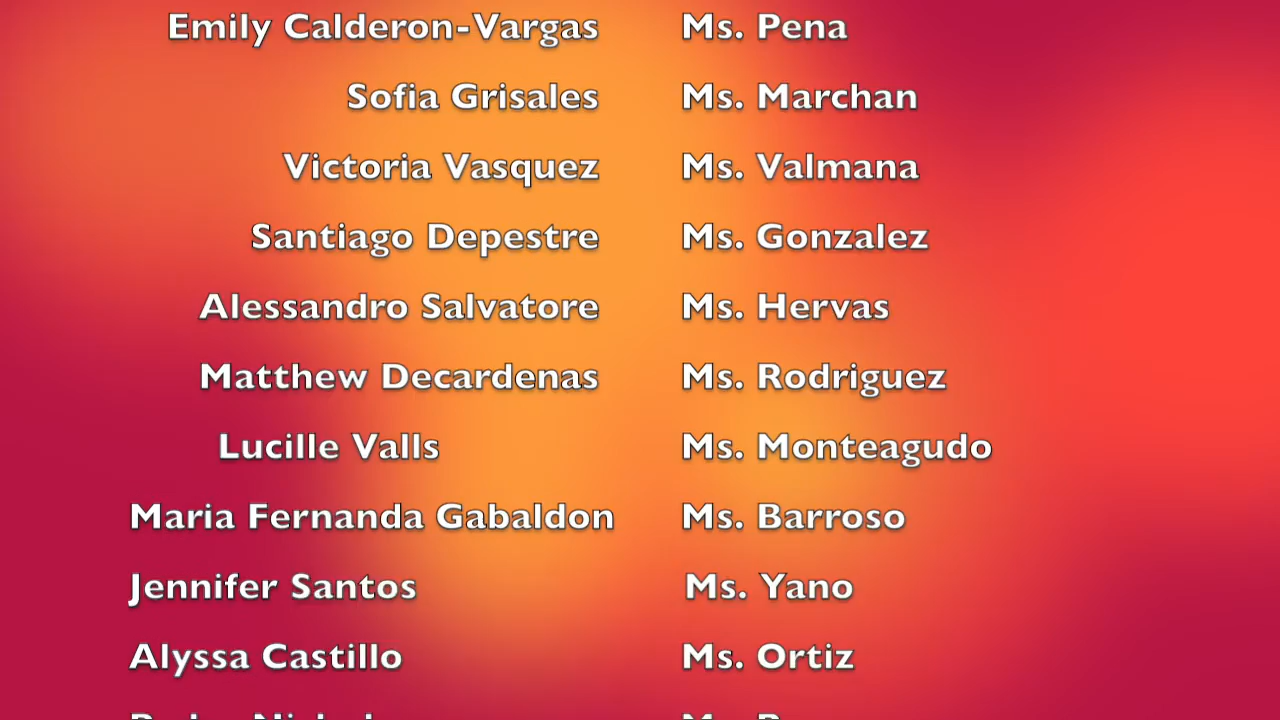 Emily Calderon-Vargas Ms. Pena
Sofia Grisales Ms. Marchan
Victoria Vasquez Ms. Valmana
Santiago Depestre Ms. Gonzalez
Alessandro Salvatore Ms. Hervas
Matthew Decardenas Ms. Rodriguez
Lucille Valls Ms. Monteagudo
Maria Fernanda Gabaldon Ms. Barroso
Jennifer Santos Ms. Yano
Alyssa Castillo Ms. Ortiz